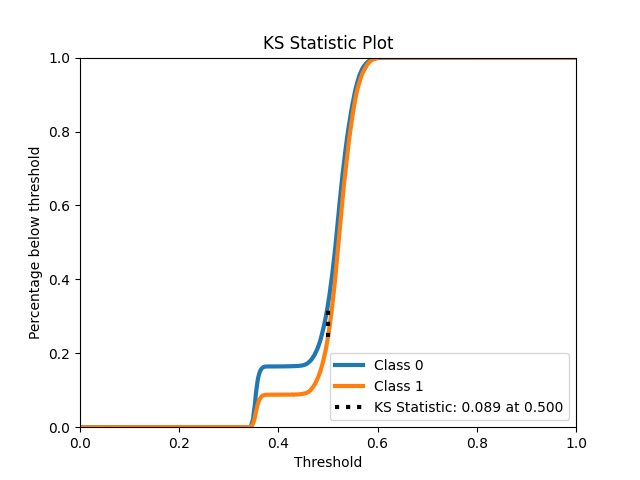 KS Statistic Plot
Percentage below threshold
1.0
0.8
0.6
0.4
0.2
0.0
0.0 0.2 0.4 0.6 0.8 1.0
Threshold
Class 0
Class 1
KS Statistic: 0.089 at 0.500